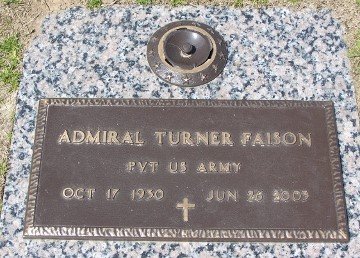 ADMIRAL TURNER FAISON
PVT US ARMY
OCT 17 1930 JUN 26 2003